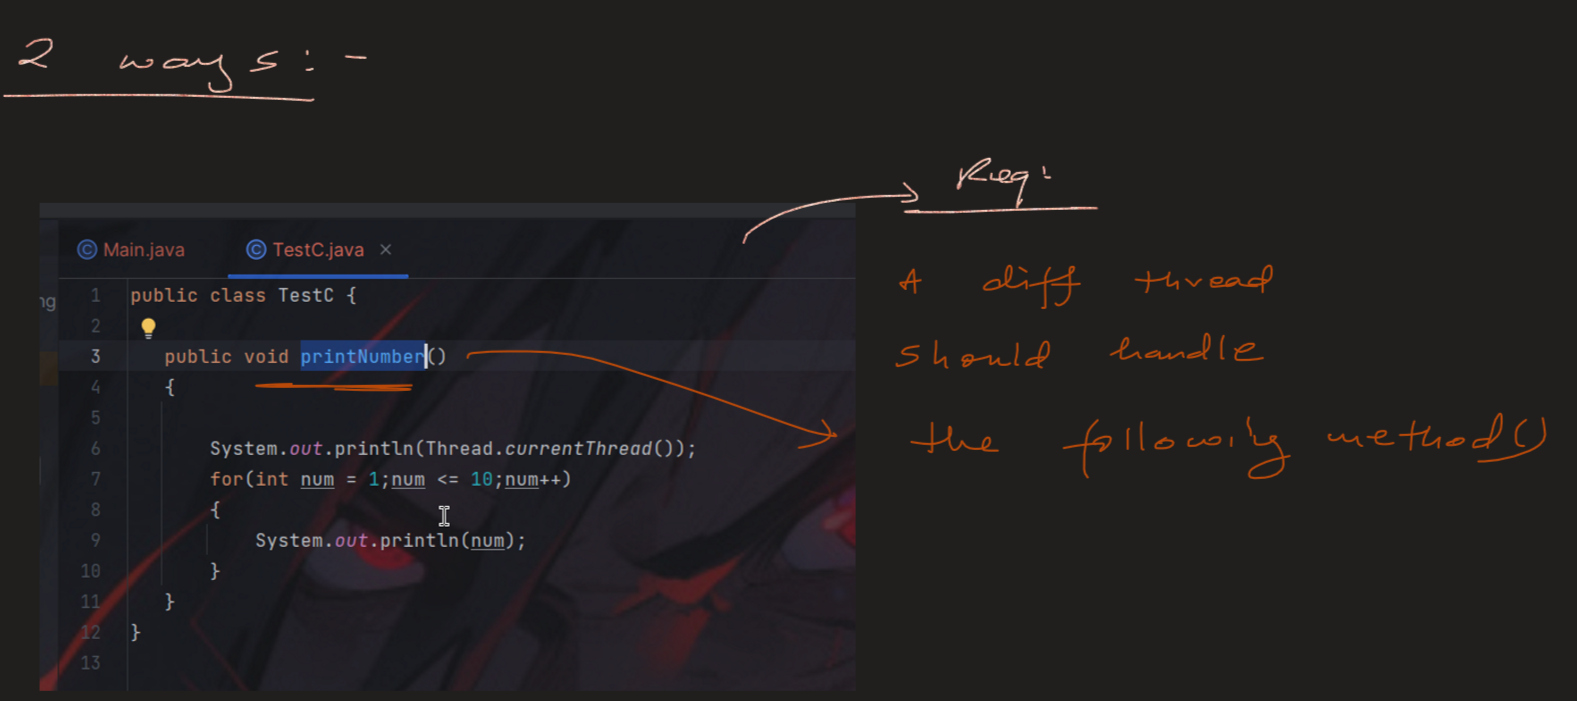 2 ways:-
Req:
Main.java TestC.java ×
ng
1 public class TestC {
2
3 public void printNumber()
4 {
5
6 System.out.println(Thread.currentThread());
7 for(int num = 1;num <= 10;num++)
8 {
9 System.out.println(num);
10 }
11 }
12 }
13
A diff thread
should handle
the following method()